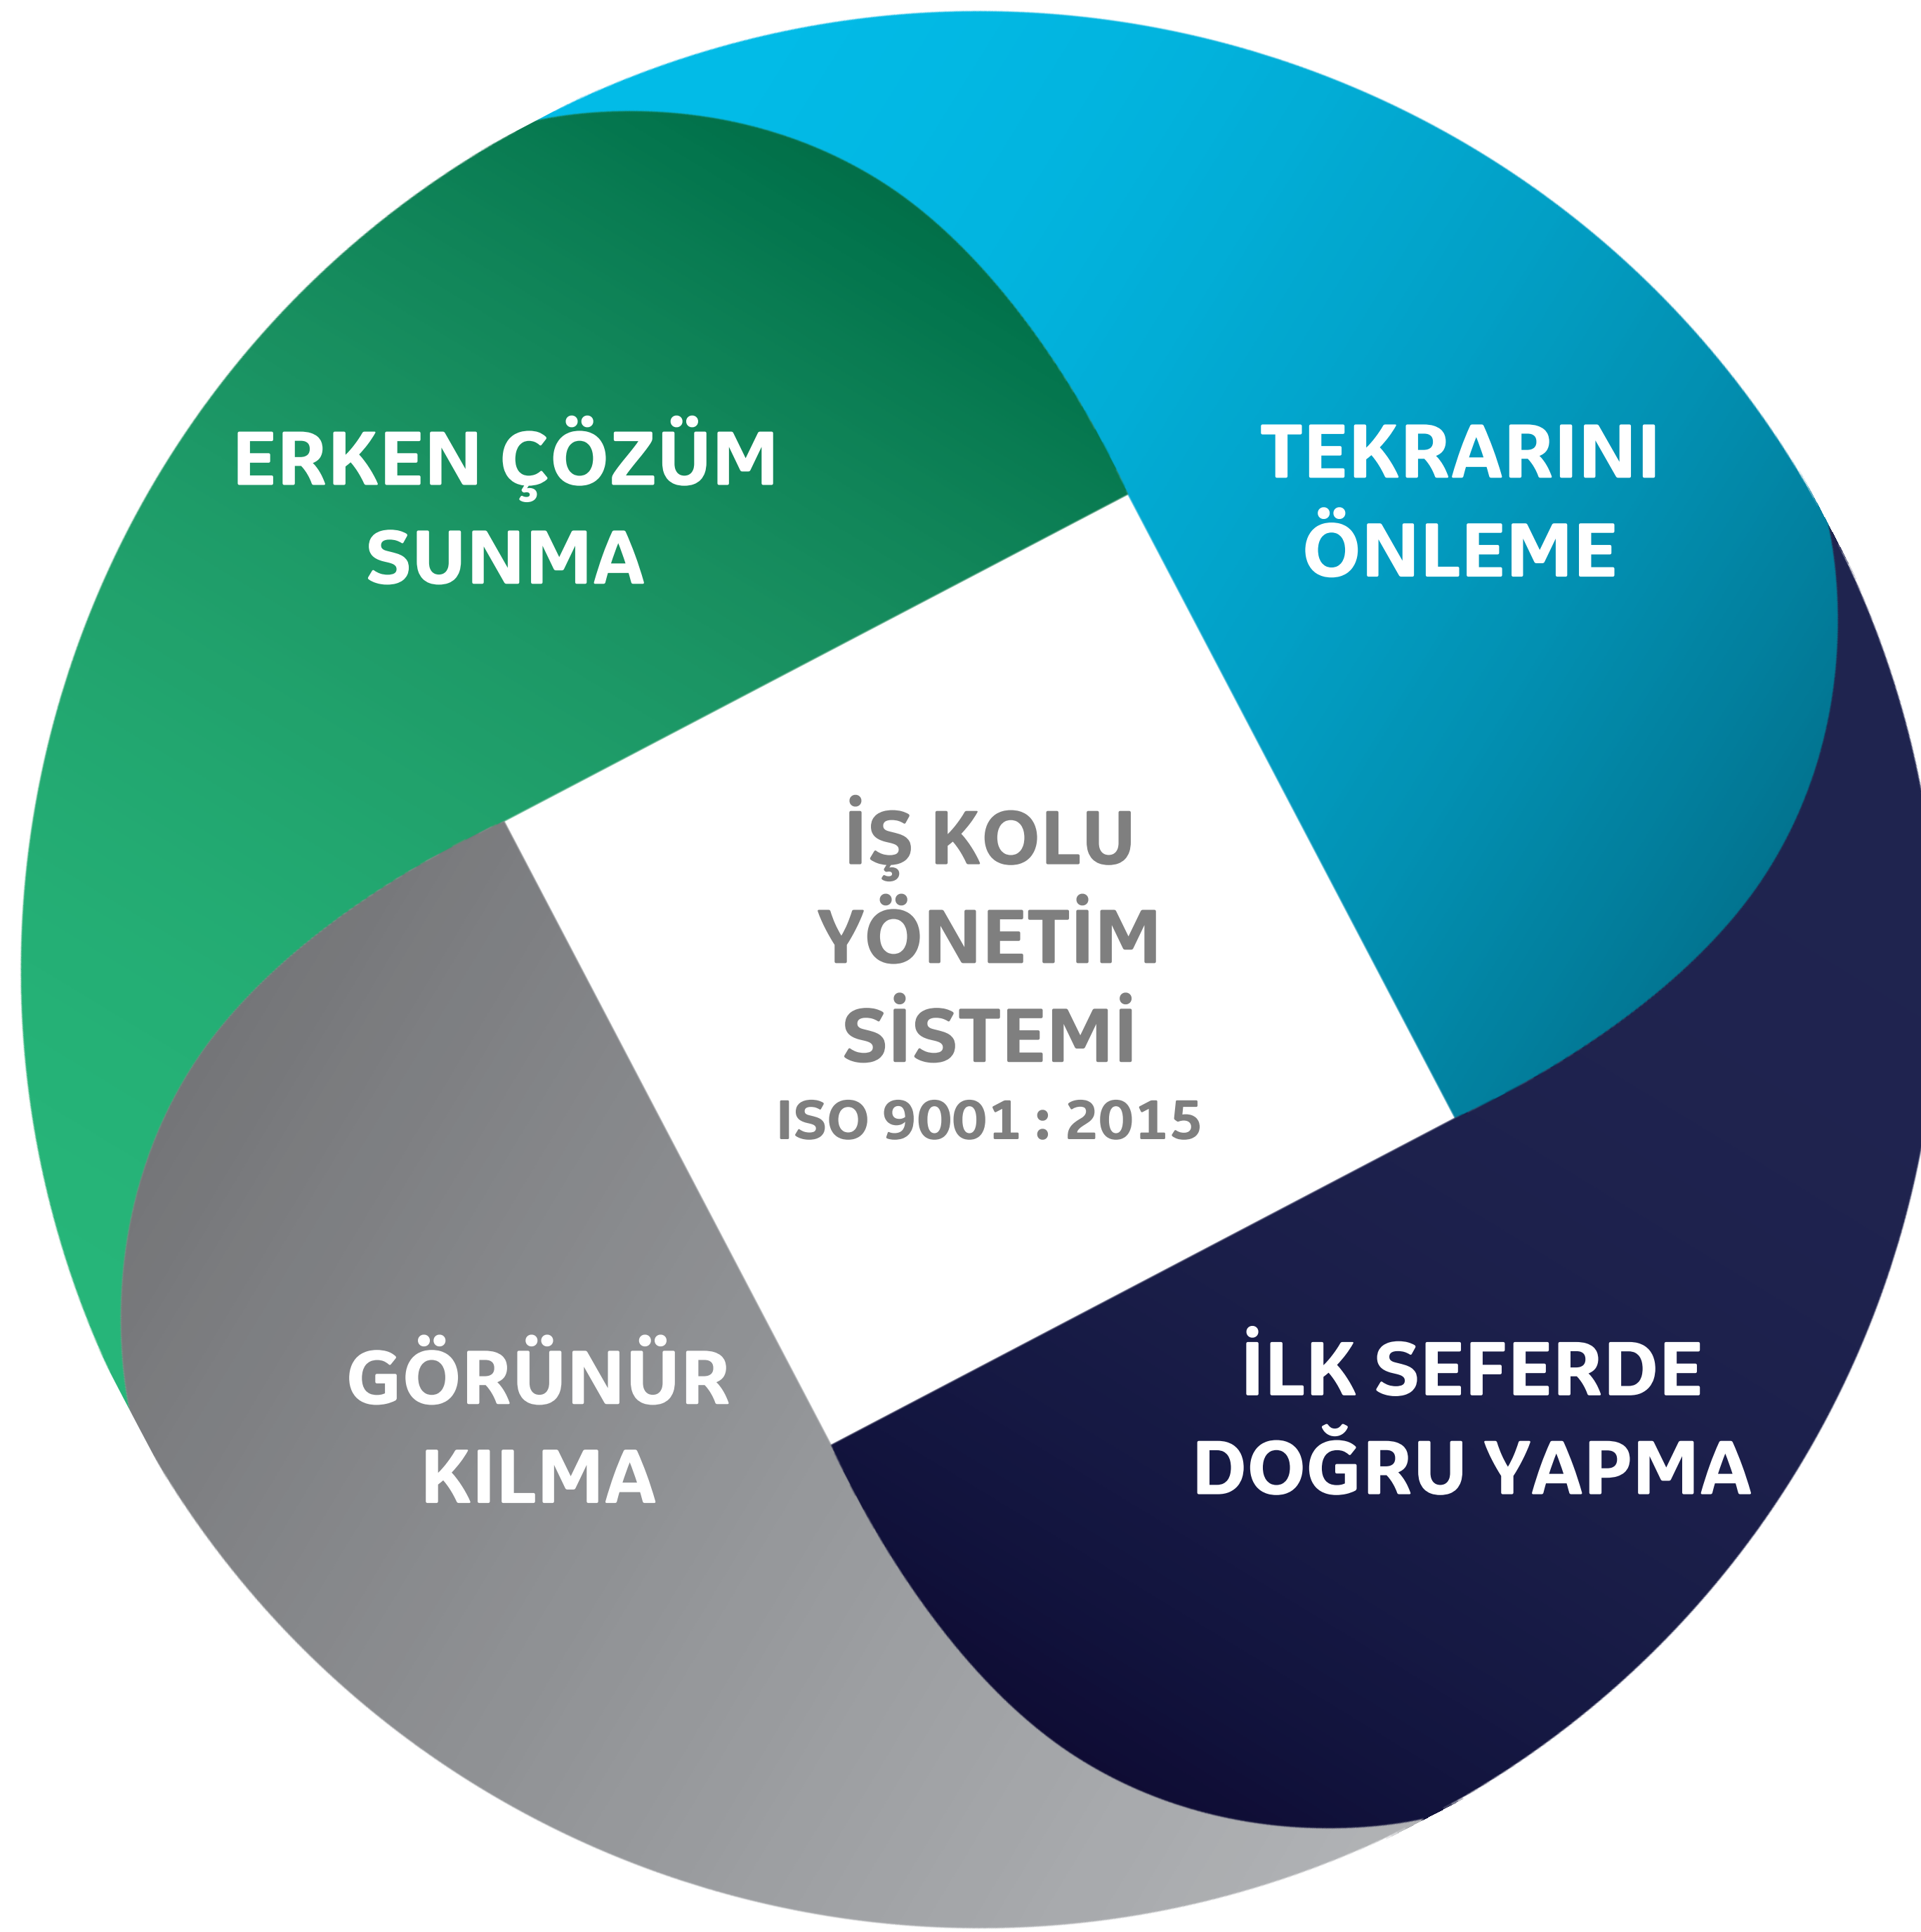 ERKEN ÇÖZÜM
SUNMA
TEKRARINI
ÖNLEME
İŞ KOLU
YÖNETİM
SİSTEMİ
ISO 9001 : 2015
GÖRÜNÜR
KILMA
İLK SEFERDE
DOĞRU YAPMA